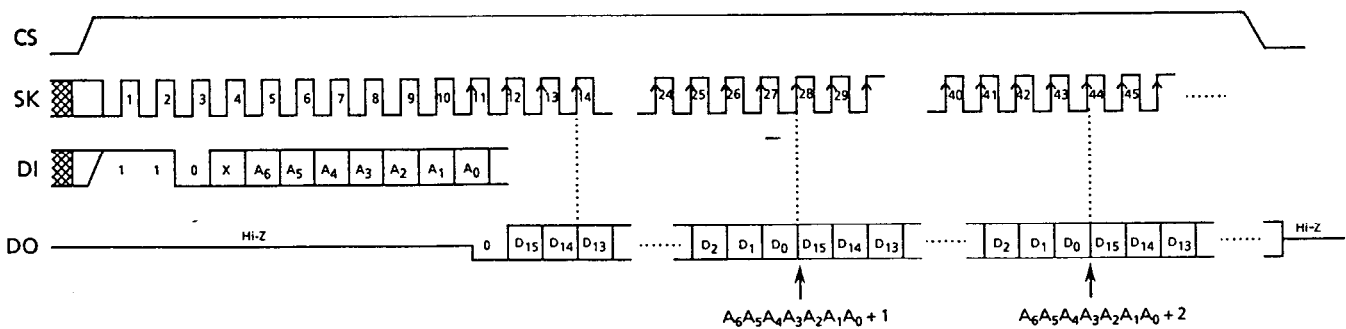 CS
SK 1 2 3 4 5 6 7 8 9 10 11 12 13 14 24 25 26 27 28 29 40 41 42 43 44 45
DI 1 1 0 X A6 A5 A4 A3 A2 A1 A0
DO Hi-Z 0 D15 D14 D13 D2 D1 D0 D15 D14 D13 D2 D1 D0 D15 D14 D13 Hi-Z
A6A5A4A3A2A1A0 + 1 A6A5A4A3A2A1A0 + 2